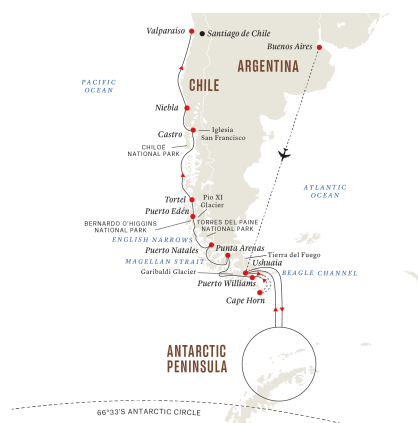 Valparaíso
Santiago de Chile
Buenos Aires
ARGENTINA
PACIFIC
OCEAN
CHILE
Niebla
Castro
Iglesia
San Francisco
CHILOÉ
NATIONAL PARK
ATLANTIC
OCEAN
Tortel
Pio XI
Glacier
Puerto Edén
BERNARDO O'HIGGINS
NATIONAL PARK
TORRES DEL PAINE
NATIONAL PARK
ENGLISH NARROWS
Puerto Natales
Punta Arenas
MAGELLAN STRAIT
Tierra del Fuego
Ushuaia
Garibaldi Glacier
BEAGLE CHANNEL
Puerto Williams
Cape Horn
ANTARCTIC
PENINSULA
66°33'S ANTARCTIC CIRCLE